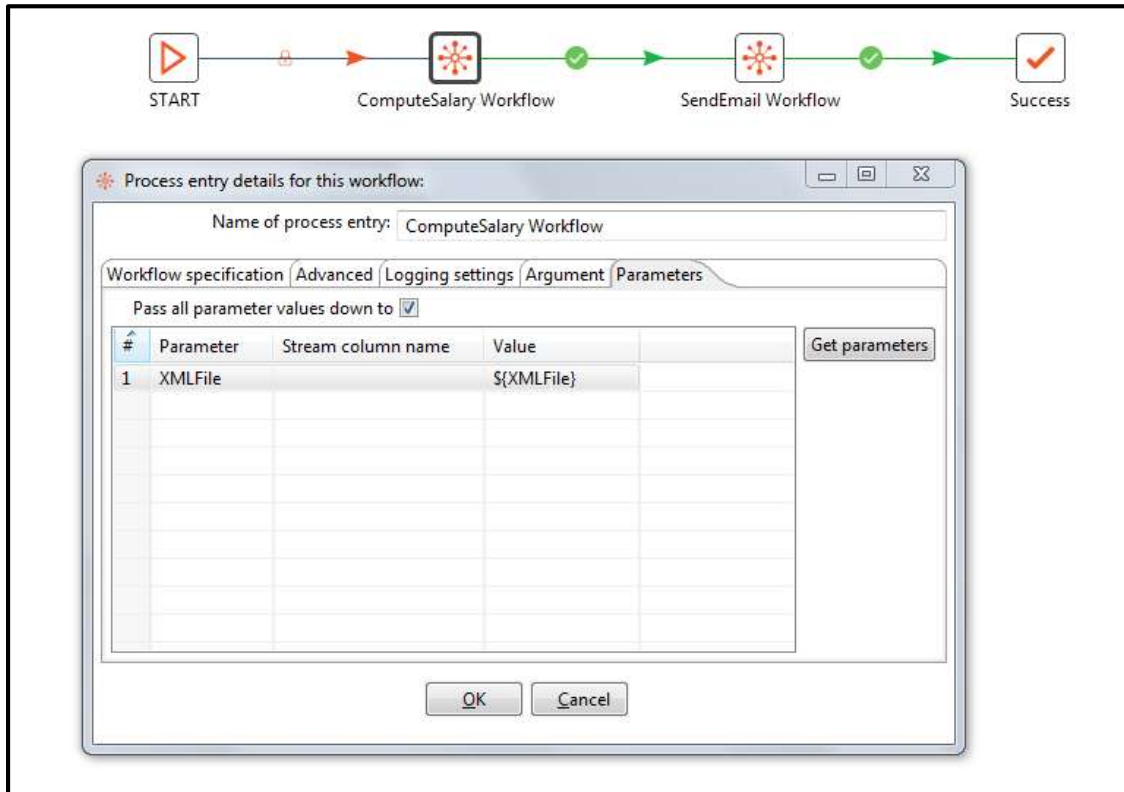 START
ComputeSalary Workflow
SendEmail Workflow
Success
Process entry details for this workflow:
Name of process entry: ComputeSalary Workflow
Workflow specification Advanced Logging settings Argument Parameters
Pass all parameter values down to
# Parameter Stream column name Value
Get parameters
1 XMLFile ${XMLFile}
OK Cancel